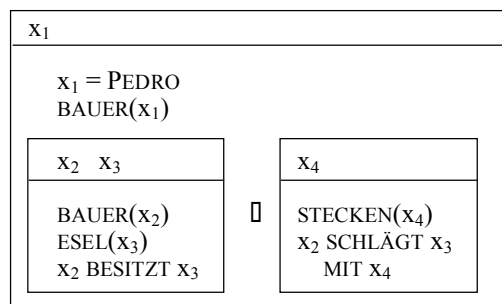 x₁
x₁ = PEDRO
BAUER(x₁)
x₂ x₃
BAUER(x₂)
ESEL(x₃)
x₂ BESITZT x₃
▯
x₄
STECKEN(x₄)
x₂ SCHLÄGT x₃
MIT x₄